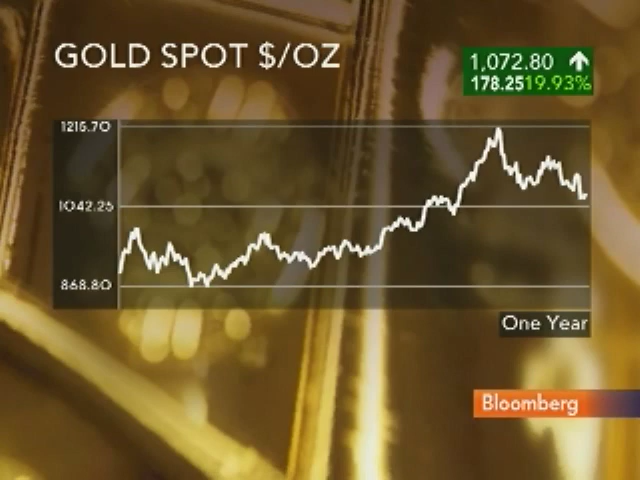 GOLD SPOT $/OZ
1,072.80
178.25 19.93%
1215.70
1042.25
868.80
One Year
Bloomberg